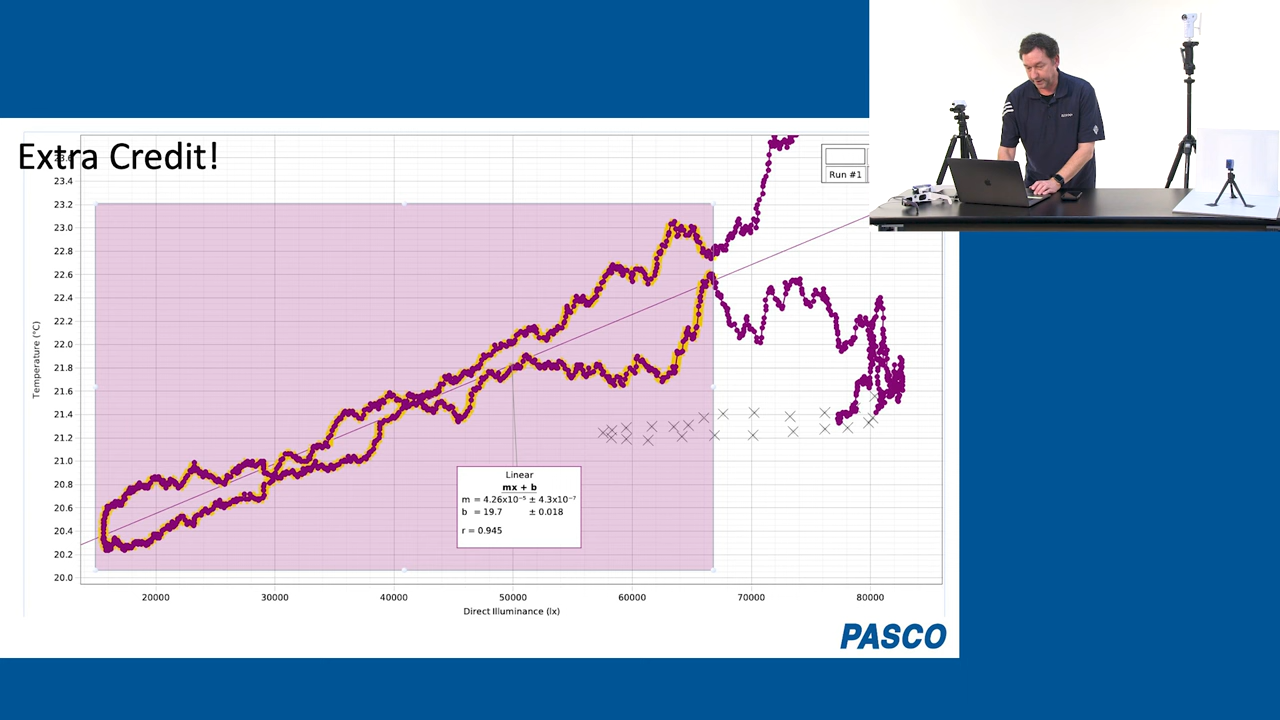 Extra Credit!
23.4
23.2
23.0
22.8
22.6
22.4
22.2
22.0
21.8
21.6
21.4
21.2
21.0
20.8
20.6
20.4
20.2
20.0
Temperature (°C)
Run #1
Linear
mx + b
m = 4.26x10⁻⁵ ± 4.3x10⁻⁷
b = 19.7 ± 0.018
r = 0.945
20000 30000 40000 50000 60000 70000 80000
Direct Illuminance (lx)
PASCO